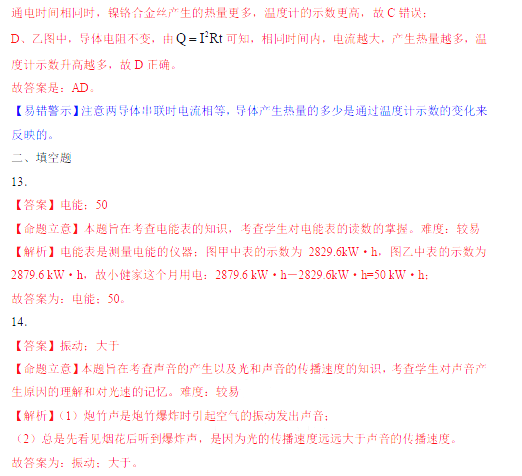 通电时间相同时，镍铬合金丝产生的热量更多，温度计的示数更高，故 C 错误；
D、乙图中，导体电阻不变，由 Q=I²Rt 可知，相同时间内，电流越大，产生热量越多，温
度计示数升高越多，故 D 正确。
故答案是：AD。
【易错警示】注意两导体串联时电流相等，导体产生热量的多少是通过温度计示数的变化来
反映的。
二、填空题
13.
【答案】电能；50
【命题立意】本题旨在考查电能表的知识，考查学生对电能表的读数的掌握。难度：较易
【解析】电能表是测量电能的仪器；图甲中表的示数为 2829.6kW·h，图乙中表的示数为
2879.6 kW·h，故小健家这个月用电：2879.6 kW·h－2829.6kW·h=50 kW·h；
故答案为：电能；50。
14.
【答案】振动；大于
【命题立意】本题旨在考查声音的产生以及光和声音的传播速度的知识，考查学生对声音产
生原因的理解和对光速的记忆。难度：较易
【解析】（1）炮竹声是炮竹爆炸时引起空气的振动发出声音；
（2）总是先看见烟花后听到爆炸声，是因为光的传播速度远远大于声音的传播速度。
故答案为：振动；大于。